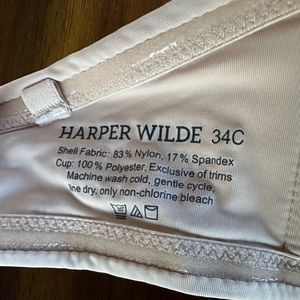 HARPER WILDE 34C
Shell Fabric: 83% Nylon, 17% Spandex
Cup: 100% Polyester, Exclusive of trims
Machine wash cold, gentle cycle,
dry, only non-chlorine bleach